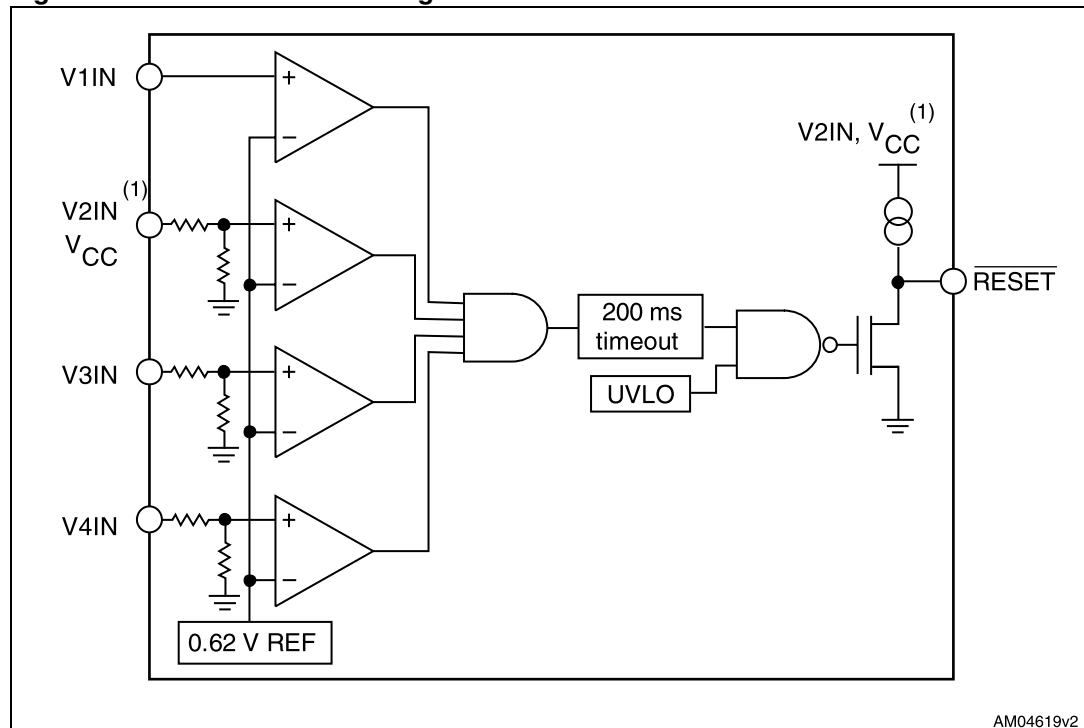 V1IN
+
−
V2IN, VCC (1)
(1)
V2IN
VCC
+
−
RESET
200 ms
timeout
UVLO
V3IN
+
−
V4IN
+
−
0.62 V REF
AM04619v2